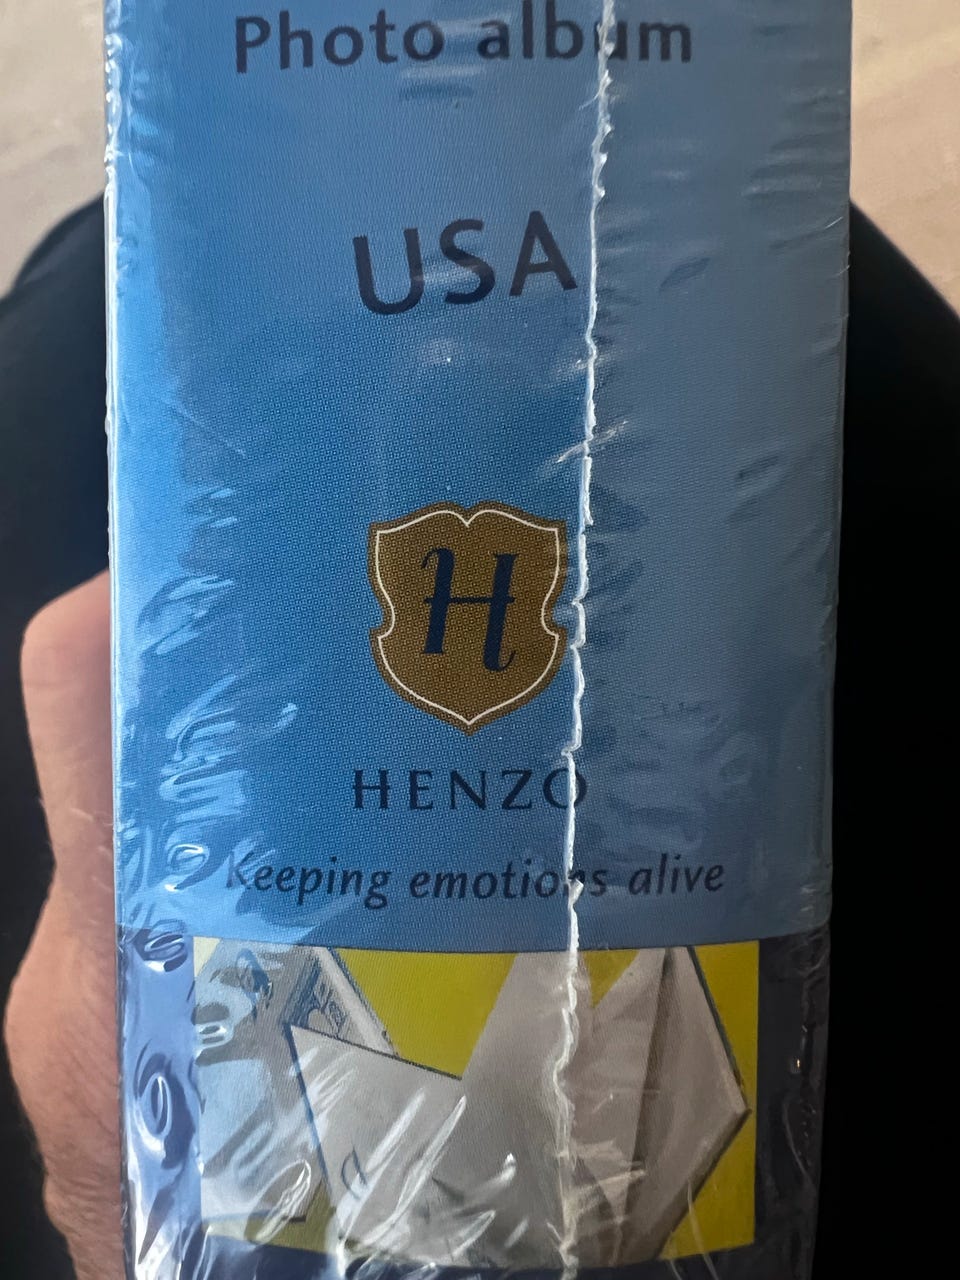 Photo album
USA
H
HENZO
Keeping emotions alive